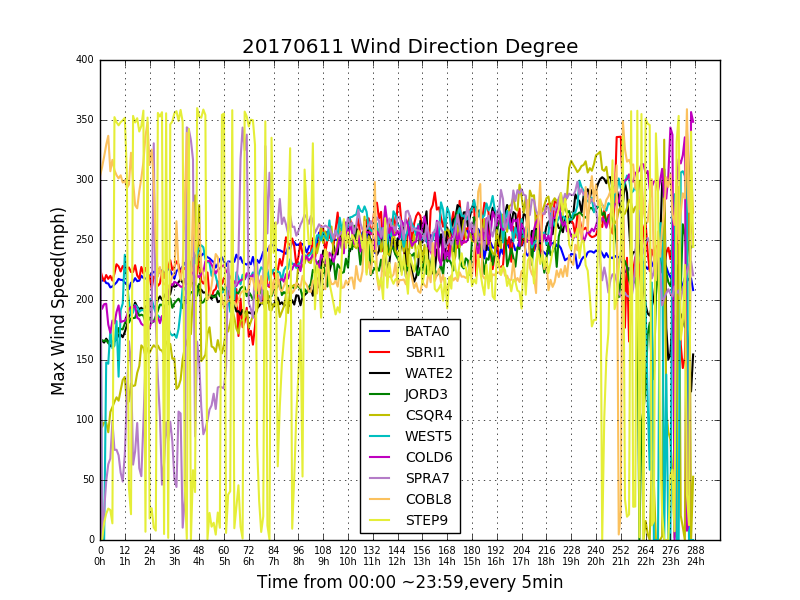 20170611 Wind Direction Degree
Max Wind Speed(mph)
400
350
300
250
200
150
100
50
0
BATA0
SBRI1
WATE2
JORD3
CSQR4
WEST5
COLD6
SPRA7
COBL8
STEP9
0 12 24 36 48 60 72 84 96 108 120 132 144 156 168 180 192 204 216 228 240 252 264 276 288
0h 1h 2h 3h 4h 5h 6h 7h 8h 9h 10h 11h 12h 13h 14h 15h 16h 17h 18h 19h 20h 21h 22h 23h 24h
Time from 00:00 ~23:59,every 5min